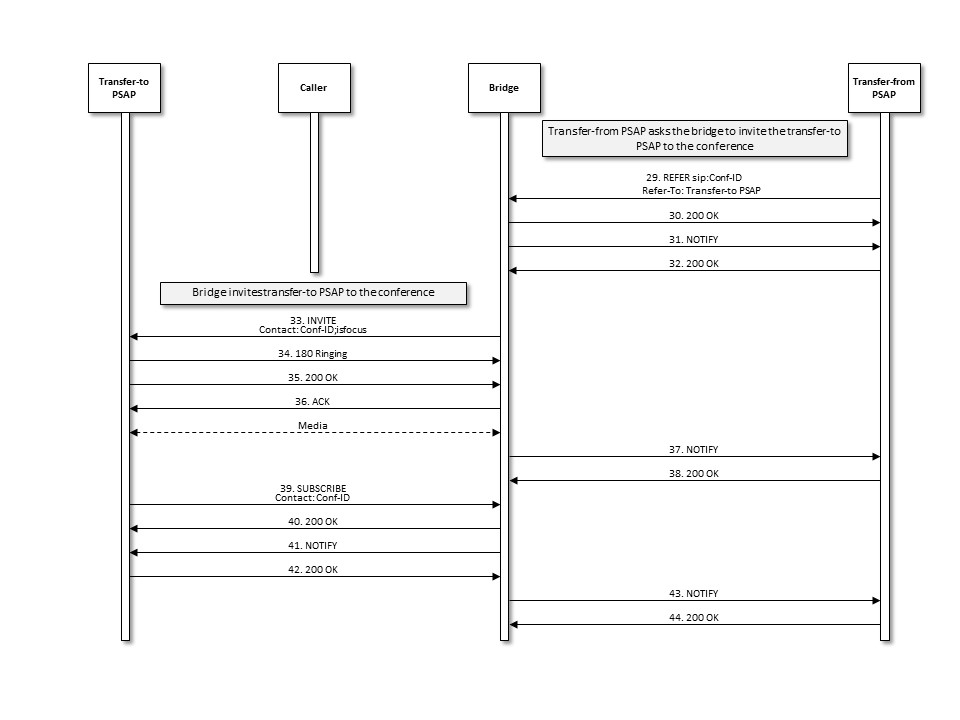 Transfer-to
PSAP
Caller
Bridge
Transfer-from
PSAP
Transfer-from PSAP asks the bridge to invite the transfer-to
PSAP to the conference
29. REFER sip:Conf-ID
Refer-To: Transfer-to PSAP
30. 200 OK
31. NOTIFY
32. 200 OK
Bridge invitestransfer-to PSAP to the conference
33. INVITE
Contact: Conf-ID;isfocus
34. 180 Ringing
35. 200 OK
36. ACK
Media
37. NOTIFY
38. 200 OK
39. SUBSCRIBE
Contact: Conf-ID
40. 200 OK
41. NOTIFY
42. 200 OK
43. NOTIFY
44. 200 OK